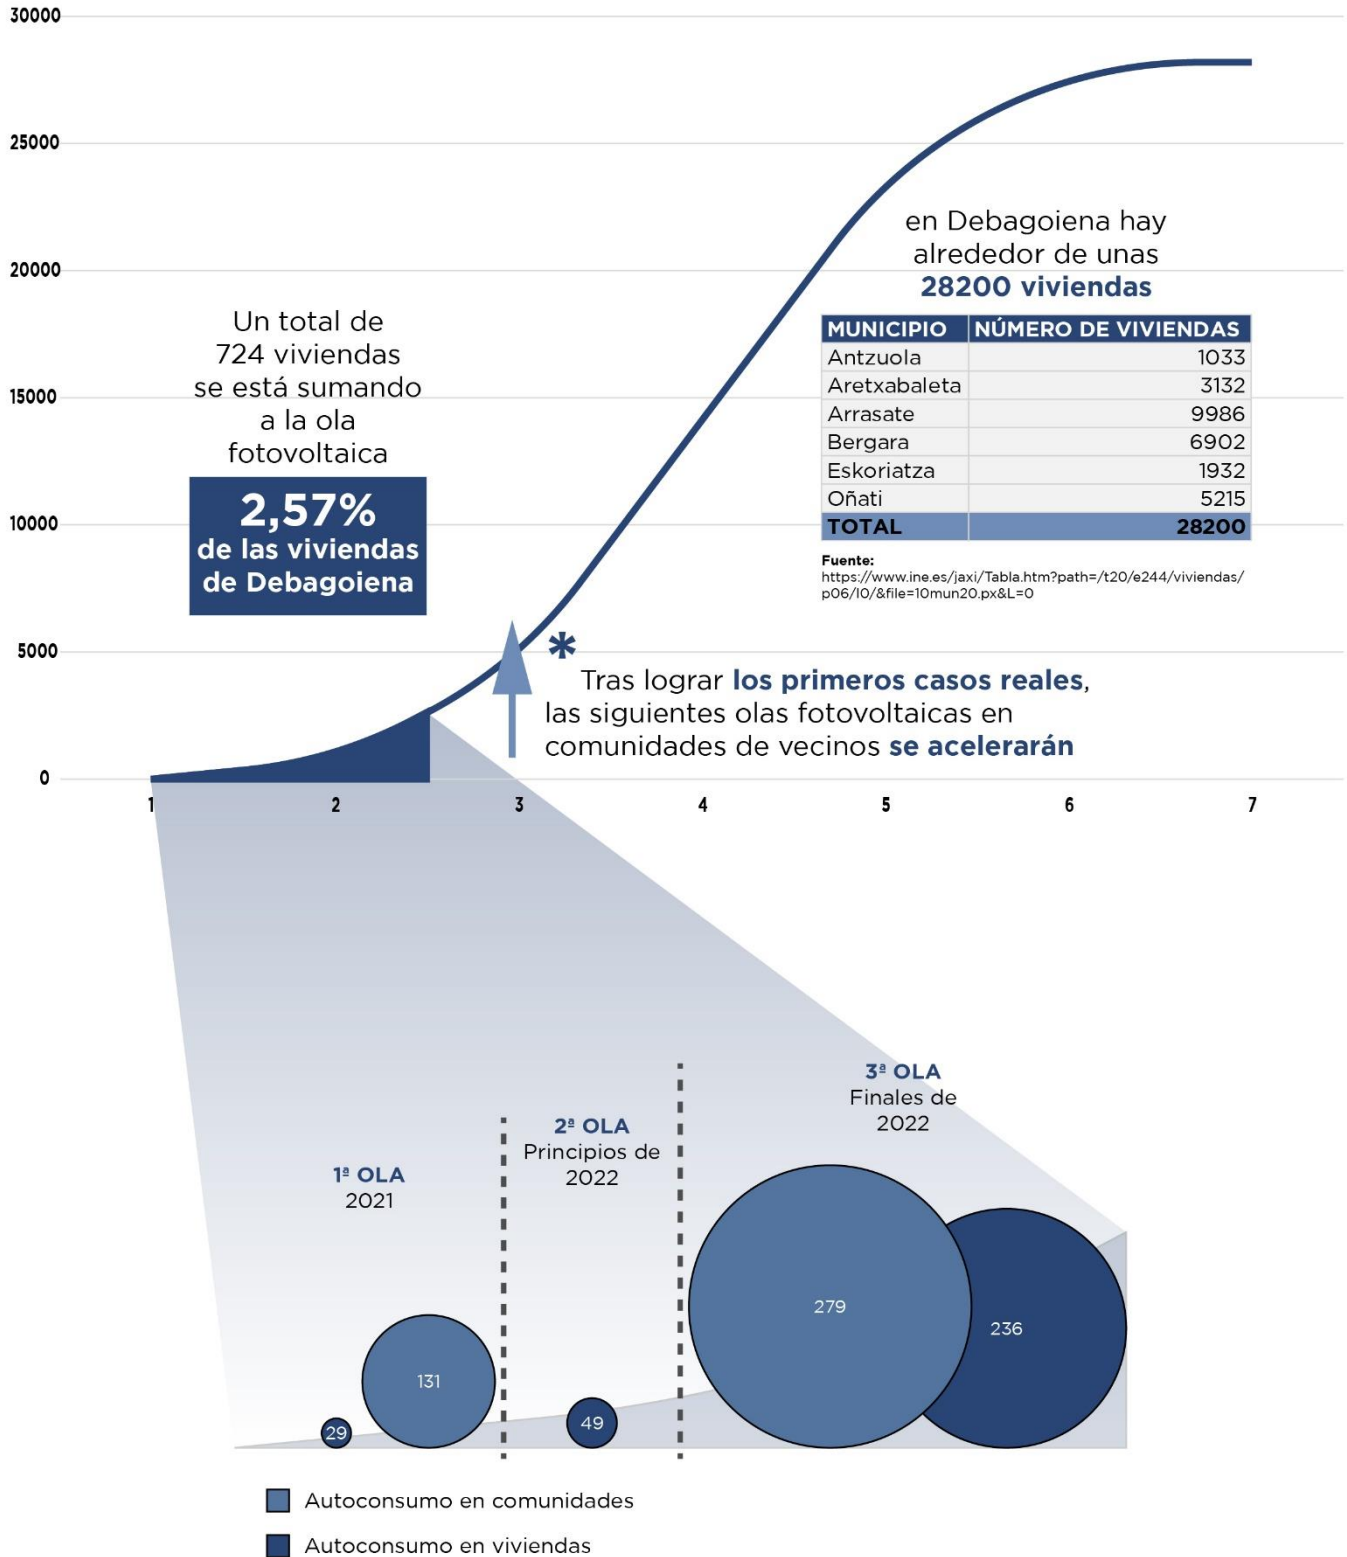 30000
25000
20000
15000
10000
5000
0
1
2
3
4
5
6
7
Un total de
724 viviendas
se está sumando
a la ola
fotovoltaica
2,57%
de las viviendas
de Debagoiena
en Debagoiena hay
alrededor de unas
28200 viviendas
MUNICIPIO NÚMERO DE VIVIENDAS
Antzuola 1033
Aretxabaleta 3132
Arrasate 9986
Bergara 6902
Eskoriatza 1932
Oñati 5215
TOTAL 28200
Fuente:
https://www.ine.es/jaxi/Tabla.htm?path=/t20/e244/viviendas/
p06/l0/&file=10mun20.px&L=0
*
Tras lograr los primeros casos reales,
las siguientes olas fotovoltaicas en
comunidades de vecinos se acelerarán
1ª OLA
2021
29
131
2ª OLA
Principios de
2022
49
3ª OLA
Finales de
2022
279
236
Autoconsumo en comunidades
Autoconsumo en viviendas